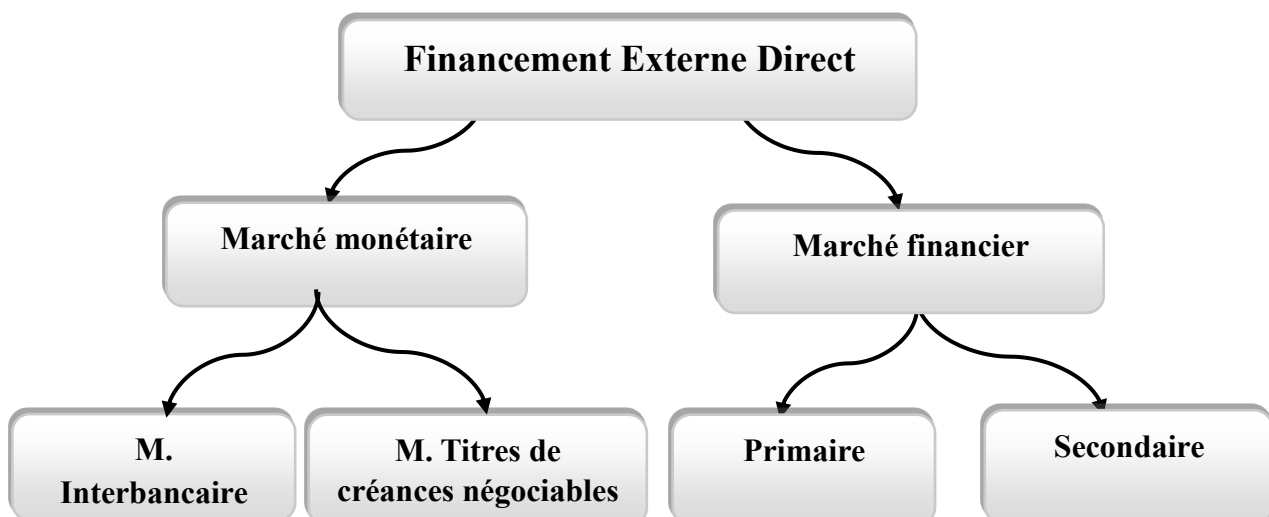 Financement Externe Direct
Marché monétaire
Marché financier
M.
Interbancaire
M. Titres de
créances négociables
Primaire
Secondaire